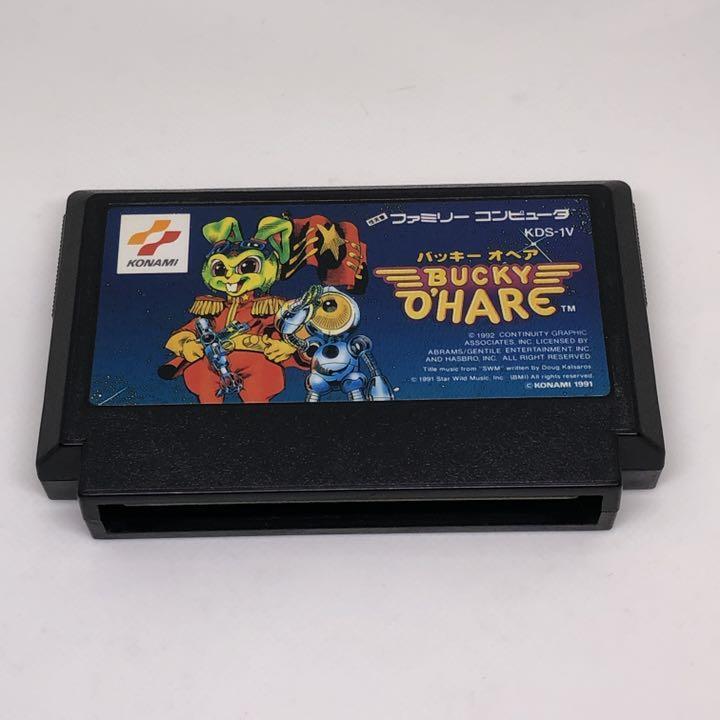 KONAMI
ファミリー コンピュータ
KDS-1V
バッキー オヘア
BUCKY
O'HARE™
© 1992 CONTINUITY GRAPHIC
ASSOCIATES, INC. LICENSED BY
ABRAMS/GENTILE ENTERTAINMENT, INC.
AND HASBRO, INC. ALL RIGHT RESERVED
Title music from "SWM" written by Doug Katsaros
© 1991 Star Wild Music, Inc. (BMI) All rights reserved.
© KONAMI 1991